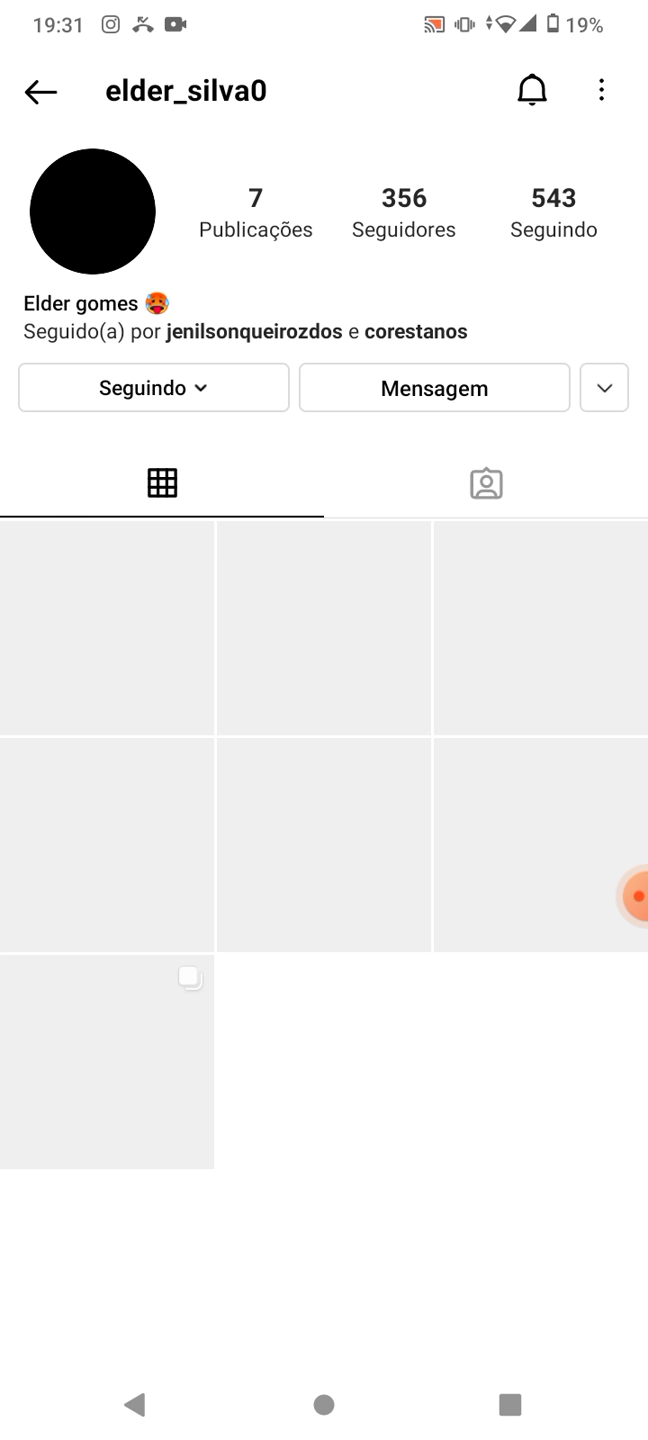 19:31 19%
elder_silva0
7 356 543
Publicações Seguidores Seguindo
Elder gomes 🥵
Seguido(a) por jenilsonqueirozdos e corestanos
Seguindo Mensagem